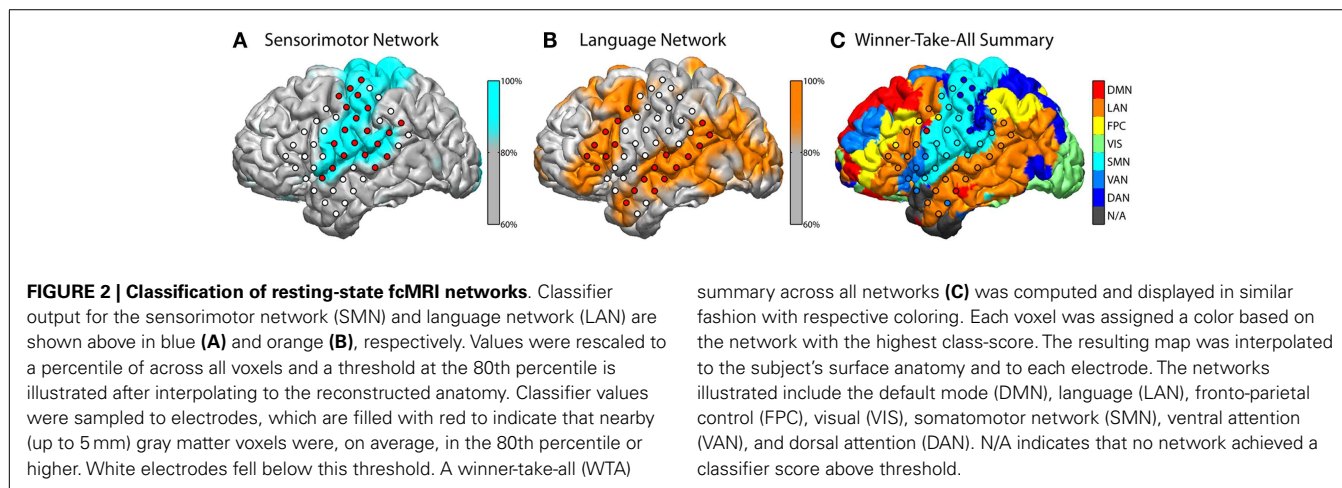 A Sensorimotor Network
B Language Network
C Winner-Take-All Summary
100%
80%
60%
100%
80%
60%
DMN
LAN
FPC
VIS
SMN
VAN
DAN
N/A
FIGURE 2 | Classification of resting-state fcMRI networks. Classifier
output for the sensorimotor network (SMN) and language network (LAN) are
shown above in blue (A) and orange (B), respectively. Values were rescaled to
a percentile of across all voxels and a threshold at the 80th percentile is
illustrated after interpolating to the reconstructed anatomy. Classifier values
were sampled to electrodes, which are filled with red to indicate that nearby
(up to 5 mm) gray matter voxels were, on average, in the 80th percentile or
higher. White electrodes fell below this threshold. A winner-take-all (WTA)
summary across all networks (C) was computed and displayed in similar
fashion with respective coloring. Each voxel was assigned a color based on
the network with the highest class-score. The resulting map was interpolated
to the subject's surface anatomy and to each electrode. The networks
illustrated include the default mode (DMN), language (LAN), fronto-parietal
control (FPC), visual (VIS), somatomotor network (SMN), ventral attention
(VAN), and dorsal attention (DAN). N/A indicates that no network achieved a
classifier score above threshold.